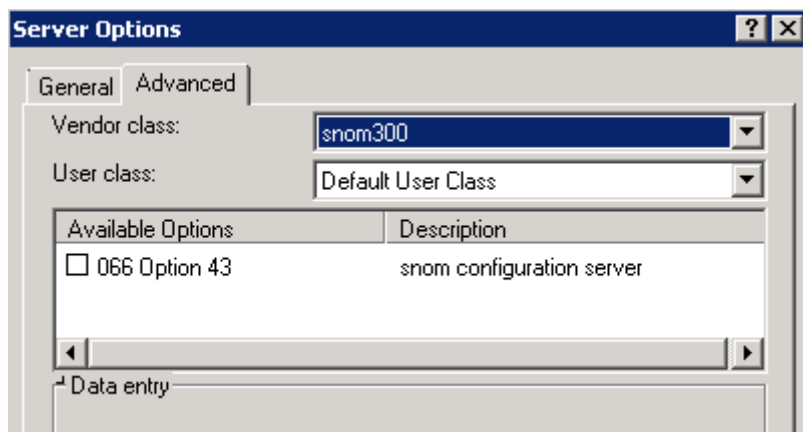 Server Options
General Advanced
Vendor class: snom300
User class: Default User Class
Available Options Description
066 Option 43 snom configuration server
Data entry